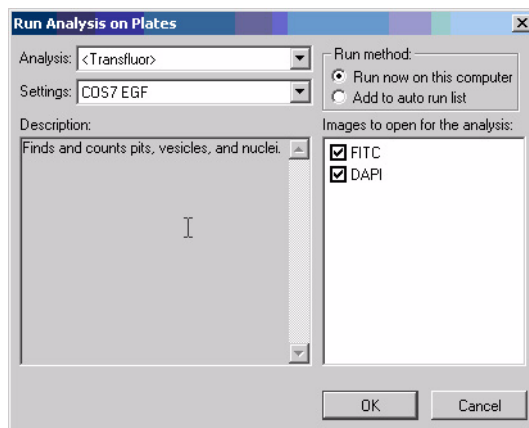 Run Analysis on Plates
Analysis: <Transfluor>
Settings: COS7 EGF
Run method:
Run now on this computer
Add to auto run list
Description:
Finds and counts pits, vesicles, and nuclei.
Images to open for the analysis:
FITC
DAPI
OK
Cancel